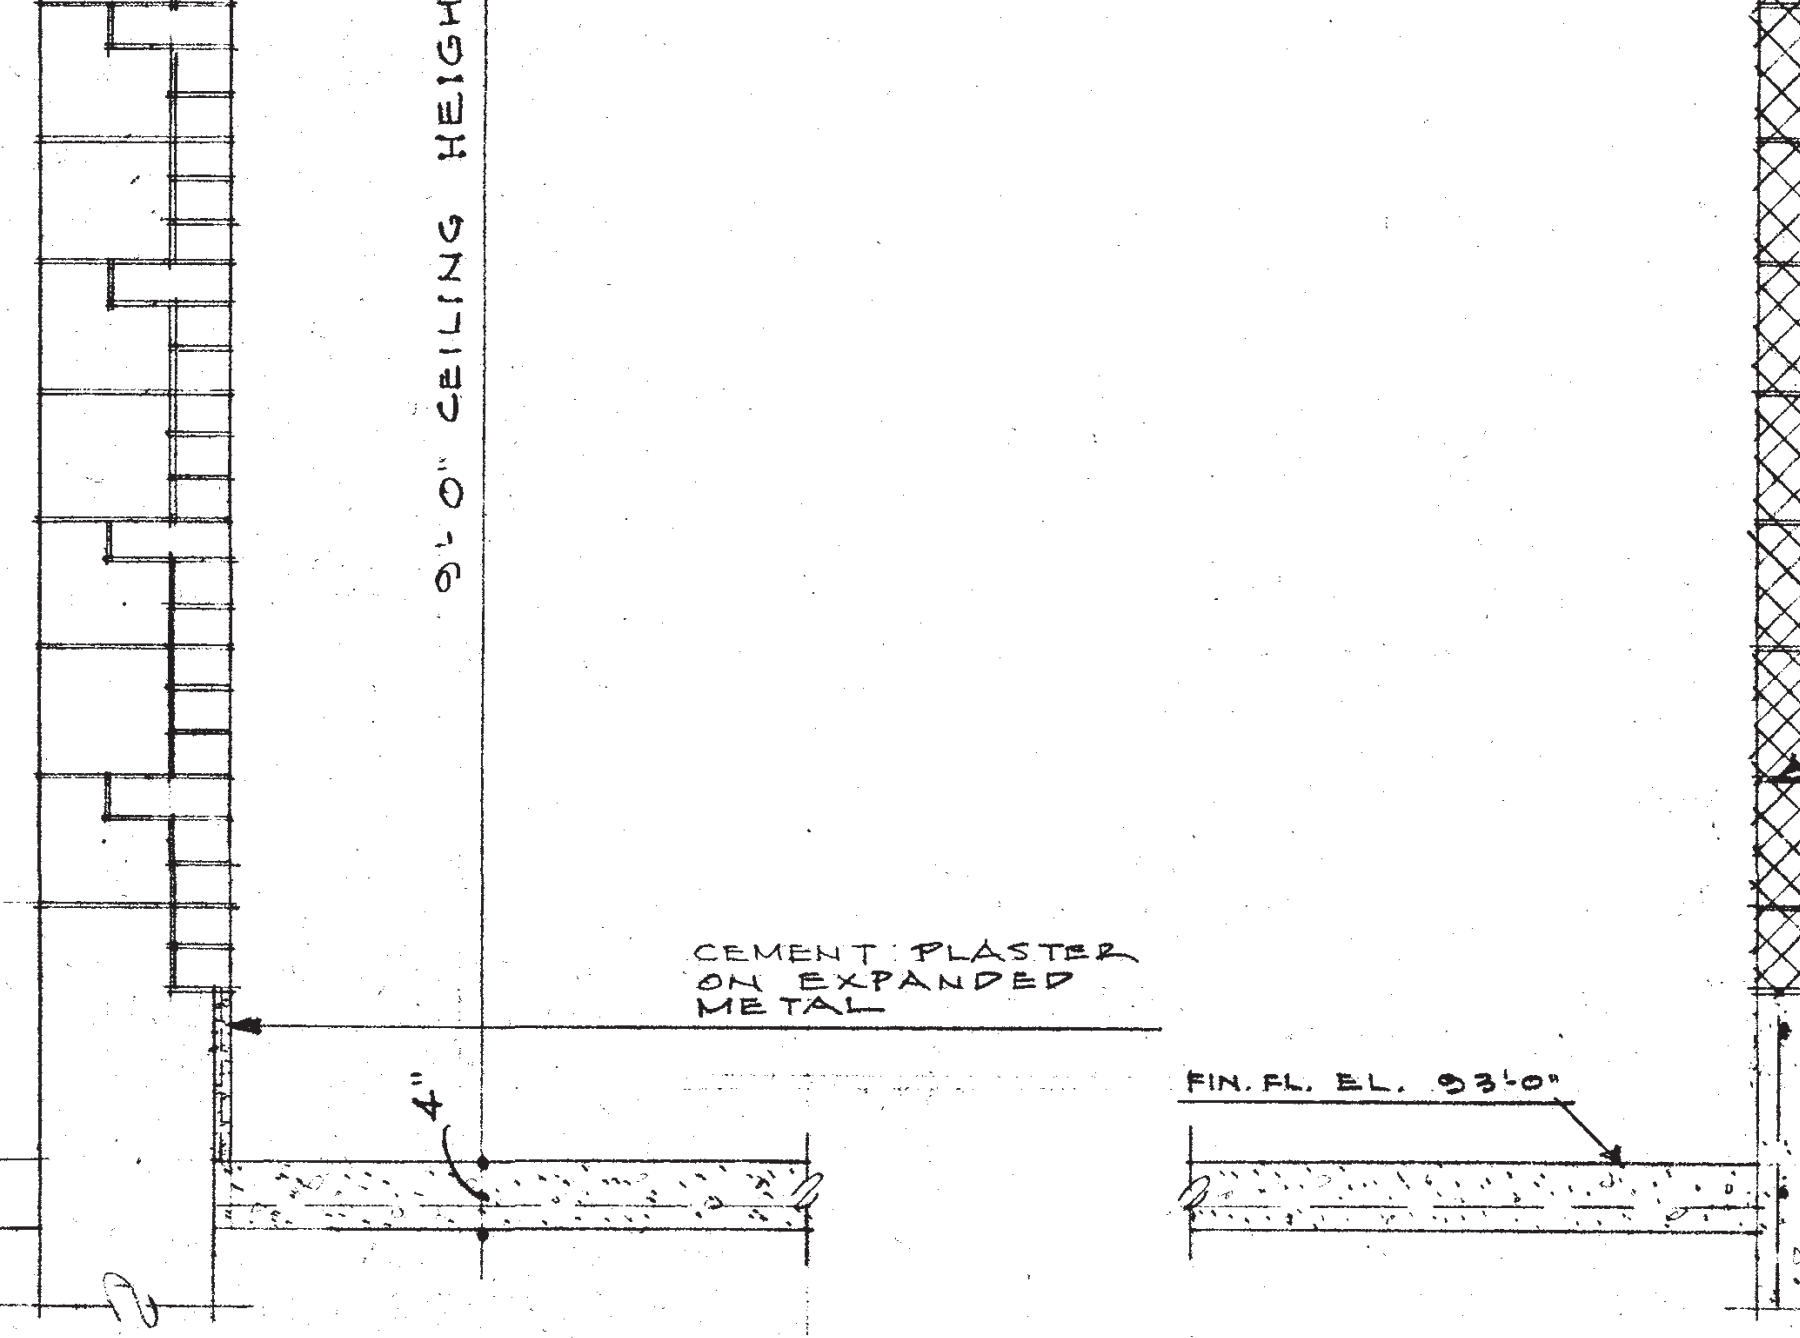 9'-0" CEILING HEIGH
CEMENT PLASTER
ON EXPANDED
METAL
4"
FIN. FL. EL. 93'-0"